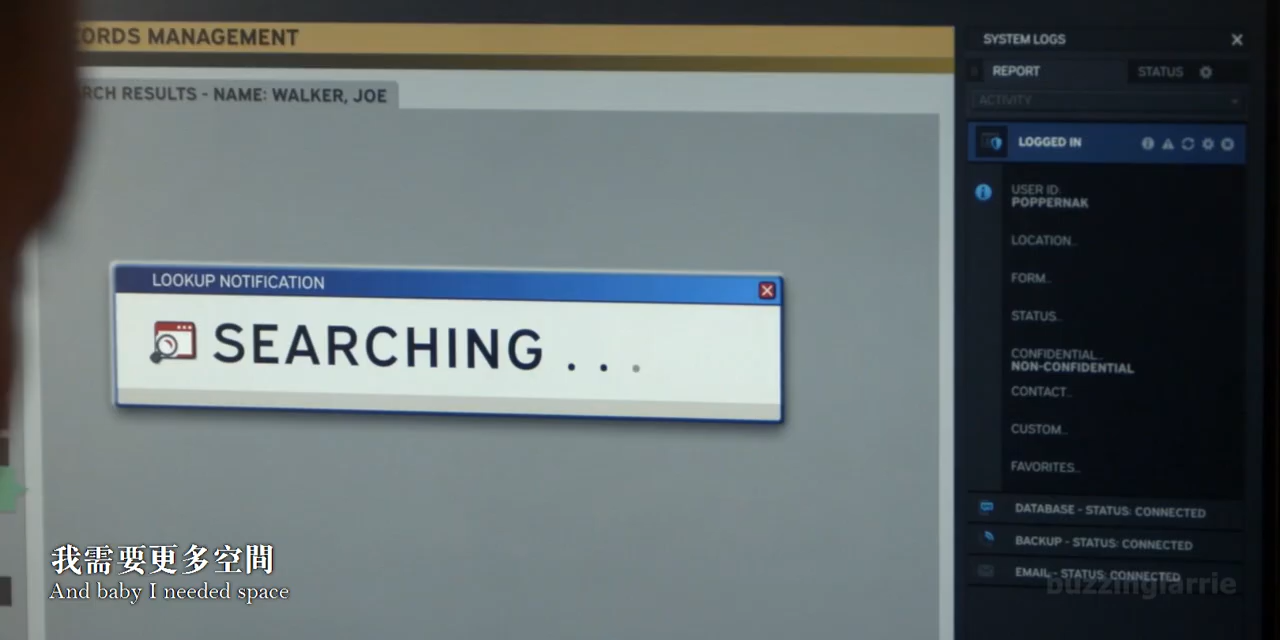 ORDS MANAGEMENT
RCH RESULTS - NAME: WALKER, JOE
LOOKUP NOTIFICATION
SEARCHING ...
SYSTEM LOGS
REPORT
STATUS
ACTIVITY
LOGGED IN
USER ID:
POPPERNAK
LOCATION..
FORM..
STATUS..
CONFIDENTIAL..
NON-CONFIDENTIAL
CONTACT..
CUSTOM..
FAVORITES..
DATABASE - STATUS: CONNECTED
BACKUP - STATUS: CONNECTED
EMAIL - STATUS: CONNECTED
buzzinglarrie
我需要更多空間
And baby I needed space